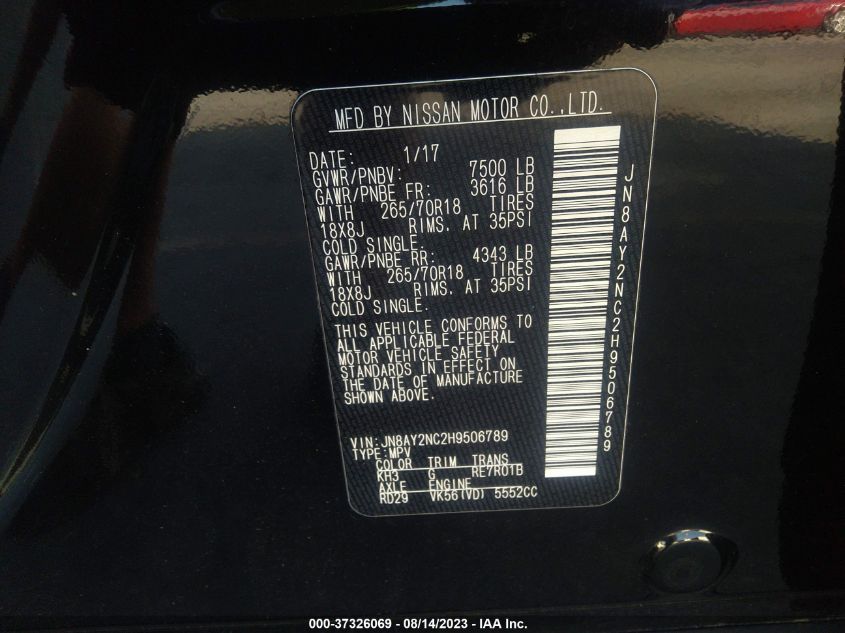 MFD BY NISSAN MOTOR CO.,LTD.
DATE: 1/17
GVWR/PNBV: 7500 LB
GAWR/PNBE FR: 3616 LB
WITH 265/70R18 TIRES
18X8J RIMS. AT 35PSI
COLD SINGLE.
GAWR/PNBE RR: 4343 LB
WITH 265/70R18 TIRES
18X8J RIMS. AT 35PSI
COLD SINGLE.
THIS VEHICLE CONFORMS TO
ALL APPLICABLE FEDERAL
MOTOR VEHICLE SAFETY
STANDARDS IN EFFECT ON
THE DATE OF MANUFACTURE
SHOWN ABOVE.
VIN:JN8AY2NC2H9506789
TYPE:MPV
COLOR TRIM TRANS
KH3 G RE7R01B
AXLE ENGINE
RD29 VK56(VD) 5552CC
JN8AY2NC2H9506789
000-37326069 - 08/14/2023 - IAA Inc.